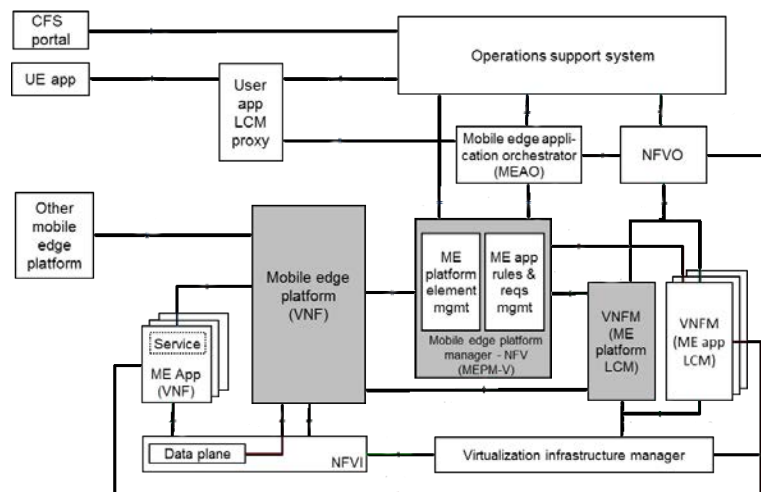 CFS
portal
Operations support system
UE app
User
app
LCM
proxy
Mobile edge appli-
cation orchestrator
(MEAO)
NFVO
Other
mobile
edge
platform
Mobile edge
platform
(VNF)
ME
platform
element
mgmt
ME app
rules &
reqs
mgmt
Mobile edge platform
manager - NFV
(MEPM-V)
VNFM
(ME
platform
LCM)
VNFM
(ME app
LCM)
Service
ME App
(VNF)
Data plane
NFVI
Virtualization infrastructure manager